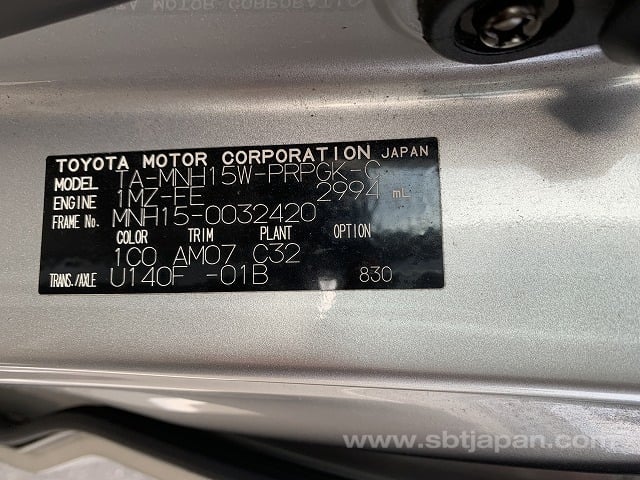 TOYOTA MOTOR CORPORATION JAPAN
MODEL TA-MNH15W-PRPGK-C
ENGINE 1MZ-FE 2994 mL
FRAME No. MNH15-0032420
COLOR TRIM PLANT OPTION
1C0 AM07 C32
TRANS./AXLE U140F -01B 830
www.sbtjapan.com